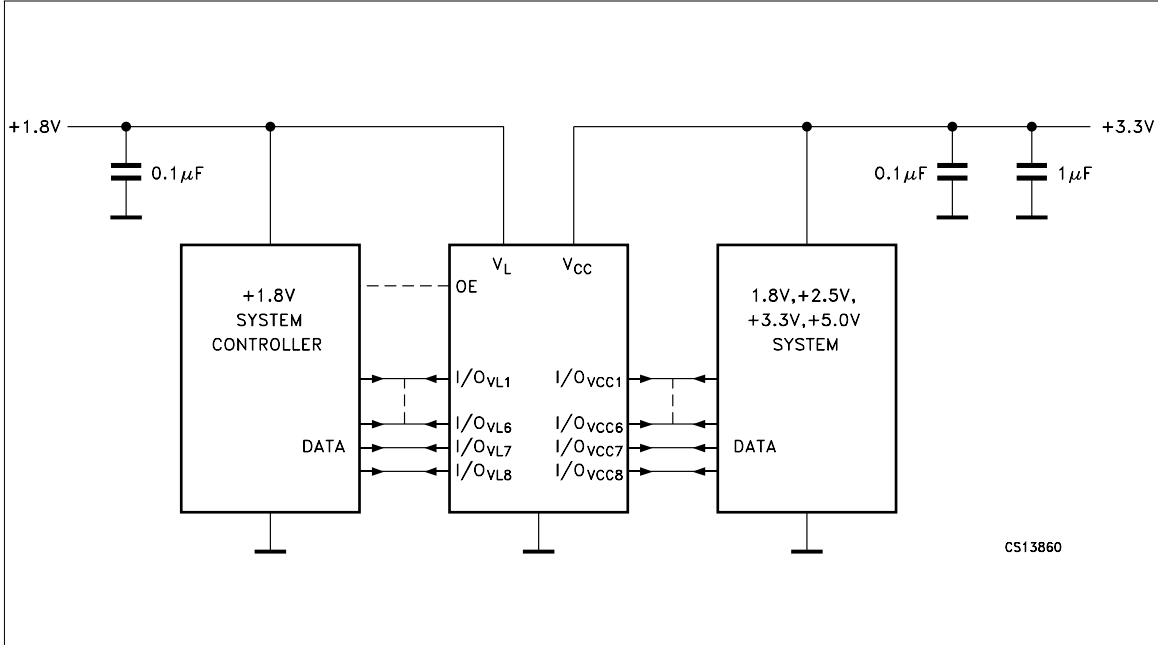 +1.8V
+3.3V
0.1μF
0.1μF
1μF
VL
VCC
OE
+1.8V
SYSTEM
CONTROLLER
1.8V,+2.5V,
+3.3V,+5.0V
SYSTEM
I/OVL1
I/OVCC1
I/OVL6
I/OVCC6
DATA
I/OVL7
I/OVCC7
DATA
I/OVL8
I/OVCC8
CS13860